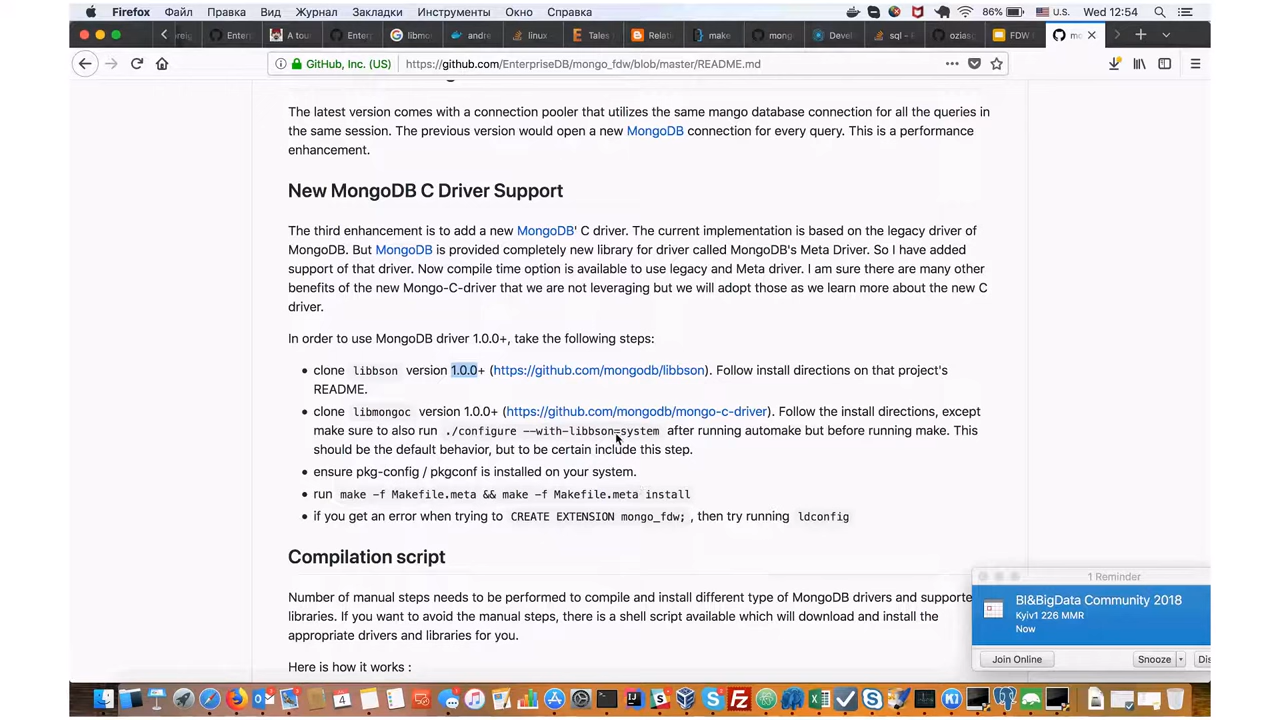 Firefox Файл Правка Вид Журнал Закладки Инструменты Окно Справка 86% U.S. Wed 12:54
Entern A tour Enterp libmo andre linux Tales Relati make mongo Devel sql - ozias FDW mo
GitHub, Inc. (US) https://github.com/EnterpriseDB/mongo_fdw/blob/master/README.md
The latest version comes with a connection pooler that utilizes the same mango database connection for all the queries in
the same session. The previous version would open a new MongoDB connection for every query. This is a performance
enhancement.
New MongoDB C Driver Support
The third enhancement is to add a new MongoDB' C driver. The current implementation is based on the legacy driver of
MongoDB. But MongoDB is provided completely new library for driver called MongoDB's Meta Driver. So I have added
support of that driver. Now compile time option is available to use legacy and Meta driver. I am sure there are many other
benefits of the new Mongo-C-driver that we are not leveraging but we will adopt those as we learn more about the new C
driver.
In order to use MongoDB driver 1.0.0+, take the following steps:
• clone libbson version 1.0.0+ (https://github.com/mongodb/libbson). Follow install directions on that project's
README.
• clone libmongoc version 1.0.0+ (https://github.com/mongodb/mongo-c-driver). Follow the install directions, except
make sure to also run ./configure --with-libbson=system after running automake but before running make. This
should be the default behavior, but to be certain include this step.
• ensure pkg-config / pkgconf is installed on your system.
• run make -f Makefile.meta && make -f Makefile.meta install
• if you get an error when trying to CREATE EXTENSION mongo_fdw; , then try running ldconfig
Compilation script
Number of manual steps needs to be performed to compile and install different type of MongoDB drivers and supporte
libraries. If you want to avoid the manual steps, there is a shell script available which will download and install the
appropriate drivers and libraries for you.
Here is how it works :
1 Reminder
BI&BigData Community 2018
Kyiv1 226 MMR
Now
Join Online Snooze Dis